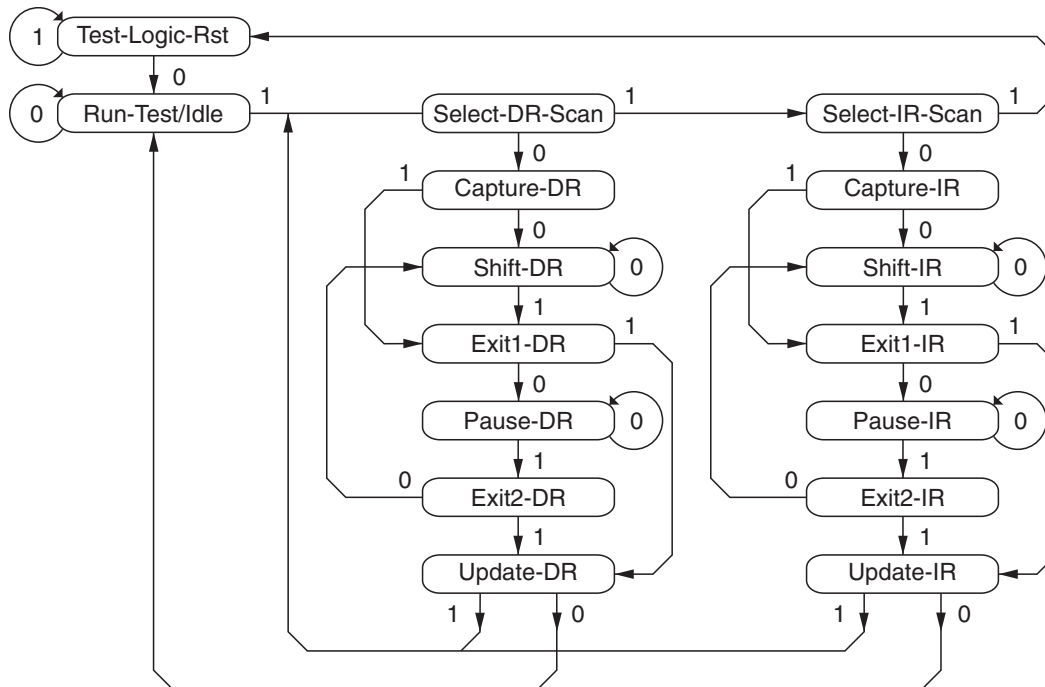 Test-Logic-Rst
1
0
Run-Test/Idle
0
1
Select-DR-Scan
1
Select-IR-Scan
1
0
0
1
Capture-DR
1
Capture-IR
0
0
Shift-DR
0
Shift-IR
0
1
1
Exit1-DR
1
Exit1-IR
1
0
0
Pause-DR
0
Pause-IR
0
1
1
0
Exit2-DR
0
Exit2-IR
1
1
Update-DR
Update-IR
1
0
1
0